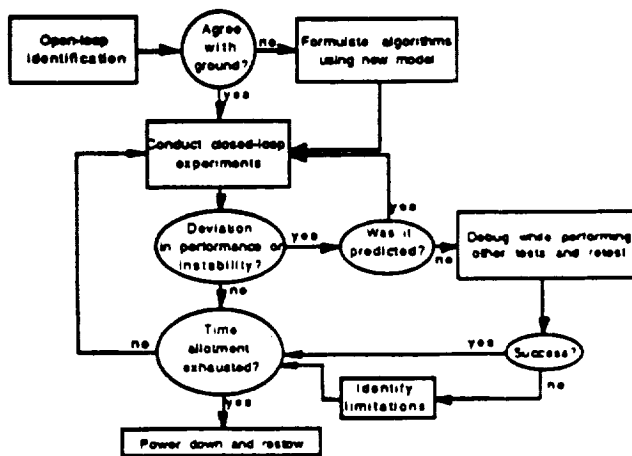 Open-loop
identification
Agree
with
ground?
no
Formulate algorithms
using new model
yes
Conduct closed-loop
experiments
yes
Deviation
in performance or
instability?
yes
Was it
predicted?
no
Debug while performing
other tests and retest
no
Time
allotment
exhausted?
no
yes
Success?
no
Identify
limitations
yes
Power down and restow